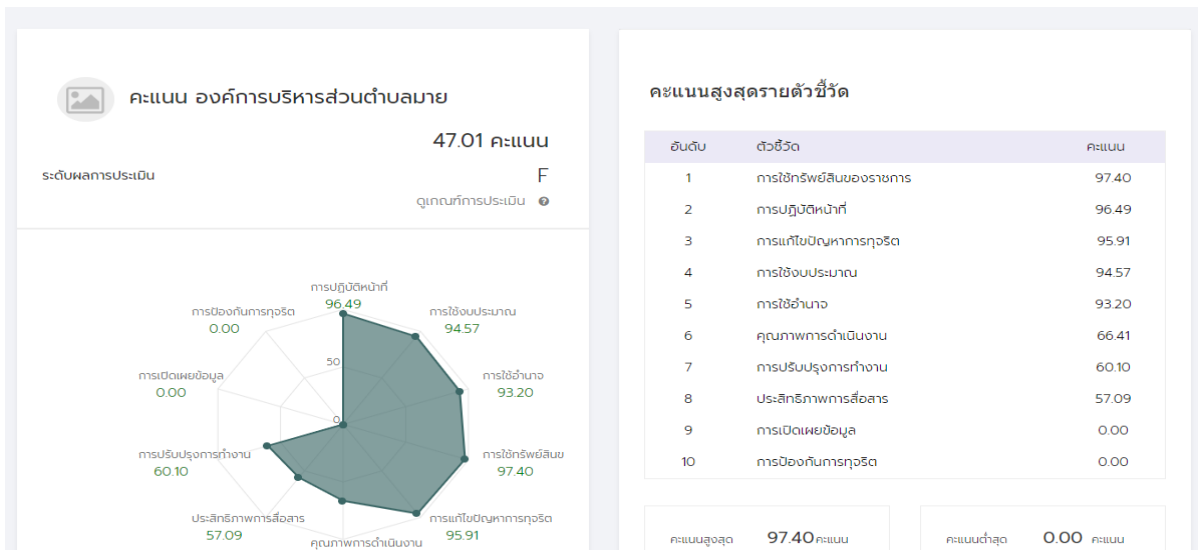 คะแนน องค์การบริหารส่วนตำบลมาย
47.01 คะแนน
ระดับผลการประเมิน F
ดูเกณฑ์การประเมิน
การปฏิบัติหน้าที่
96.49
การป้องกันการทุจริต
0.00
การใช้งบประมาณ
94.57
50
การเปิดเผยข้อมูล
0.00
การใช้อำนาจ
93.20
0
การปรับปรุงการทำงาน
60.10
การใช้ทรัพย์สินข
97.40
ประสิทธิภาพการสื่อสาร
57.09
การแก้ไขปัญหาการทุจริต
95.91
คุณภาพการดำเนินงาน
คะแนนสูงสุดรายตัวชี้วัด
อันดับ ตัวชี้วัด คะแนน
1 การใช้ทรัพย์สินของราชการ 97.40
2 การปฏิบัติหน้าที่ 96.49
3 การแก้ไขปัญหาการทุจริต 95.91
4 การใช้งบประมาณ 94.57
5 การใช้อำนาจ 93.20
6 คุณภาพการดำเนินงาน 66.41
7 การปรับปรุงการทำงาน 60.10
8 ประสิทธิภาพการสื่อสาร 57.09
9 การเปิดเผยข้อมูล 0.00
10 การป้องกันการทุจริต 0.00
คะแนนสูงสุด 97.40 คะแนน
คะแนนต่ำสุด 0.00 คะแนน